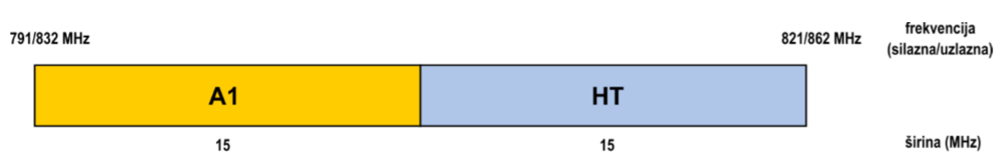 791/832 MHz
821/862 MHz
frekvencija
(silazna/uzlazna)
A1
HT
15
15
širina (MHz)